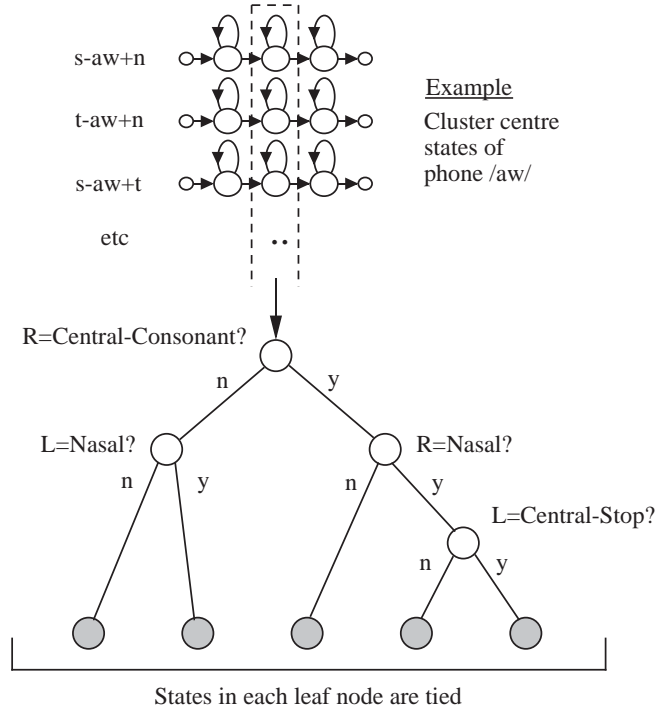 s-aw+n
t-aw+n
s-aw+t
etc
..
Example
Cluster centre
states of
phone /aw/
R=Central-Consonant?
n
y
L=Nasal?
R=Nasal?
n
y
n
y
L=Central-Stop?
n
y
States in each leaf node are tied